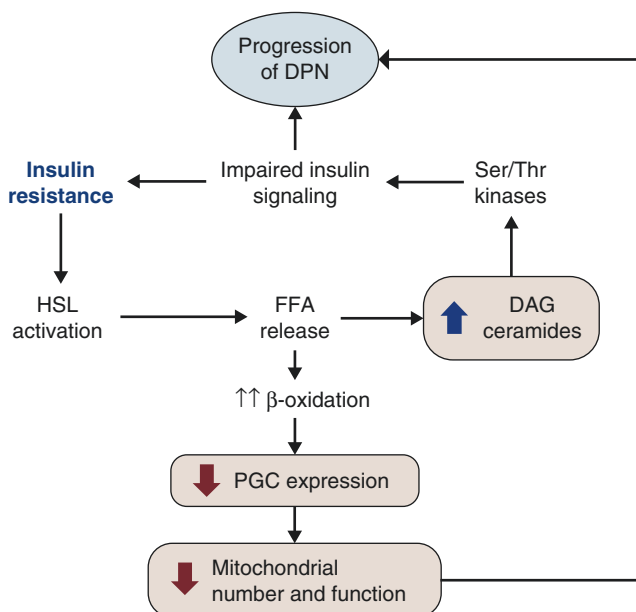 Progression
of DPN
Insulin
resistance
Impaired insulin
signaling
Ser/Thr
kinases
HSL
activation
FFA
release
DAG
ceramides
↑↑ β-oxidation
PGC expression
Mitochondrial
number and function